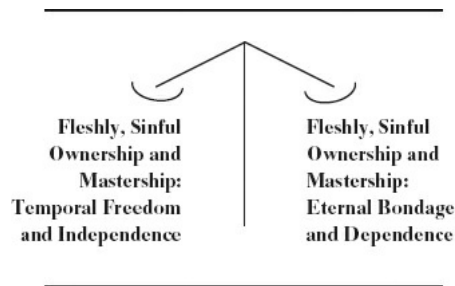 Fleshly, Sinful
Ownership and
Mastership:
Temporal Freedom
and Independence
Fleshly, Sinful
Ownership and
Mastership:
Eternal Bondage
and Dependence